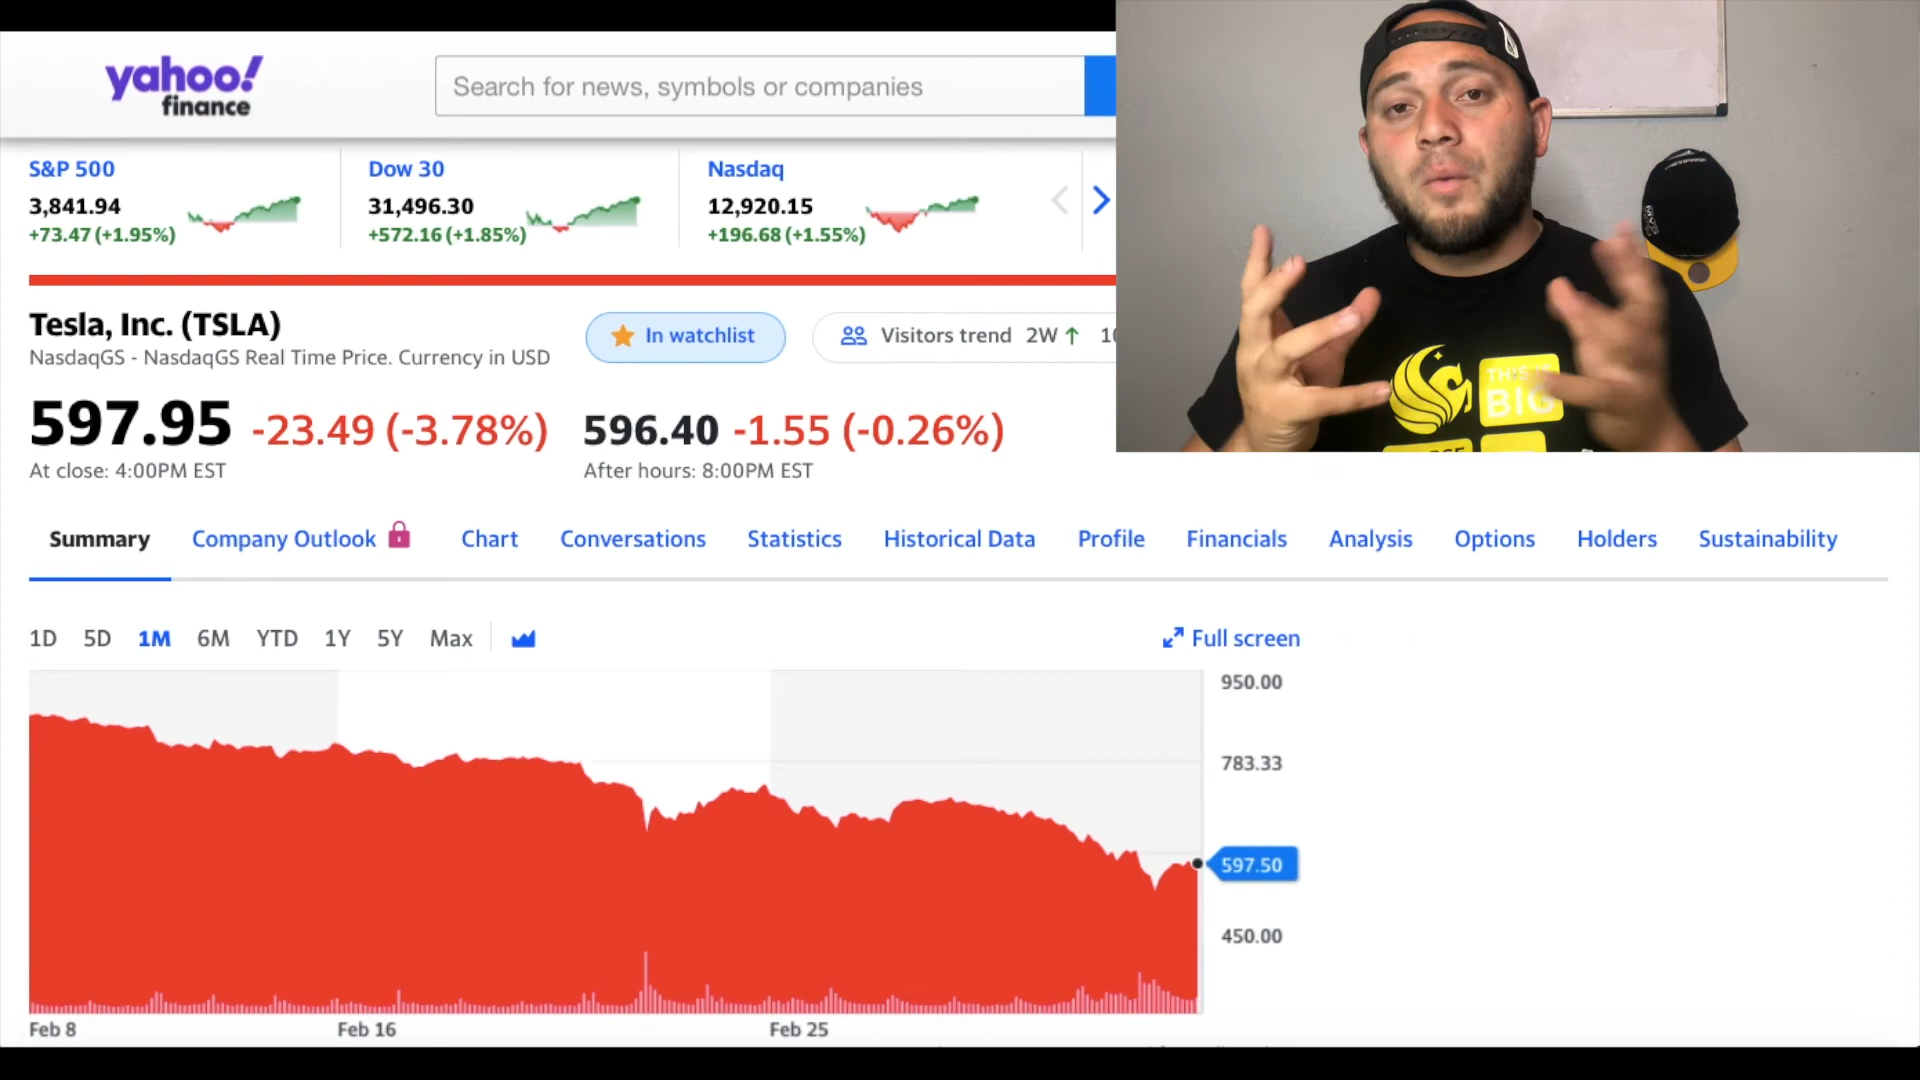 yahoo!
finance
Search for news, symbols or companies
S&P 500
3,841.94
+73.47 (+1.95%)
Dow 30
31,496.30
+572.16 (+1.85%)
Nasdaq
12,920.15
+196.68 (+1.55%)
Tesla, Inc. (TSLA)
NasdaqGS - NasdaqGS Real Time Price. Currency in USD
In watchlist
Visitors trend 2W ↑
597.95 -23.49 (-3.78%)
At close: 4:00PM EST
596.40 -1.55 (-0.26%)
After hours: 8:00PM EST
THIS IS
BIG
Summary Company Outlook Chart Conversations Statistics Historical Data Profile Financials Analysis Options Holders Sustainability
1D 5D 1M 6M YTD 1Y 5Y Max
Full screen
950.00
783.33
597.50
450.00
Feb 8 Feb 16 Feb 25